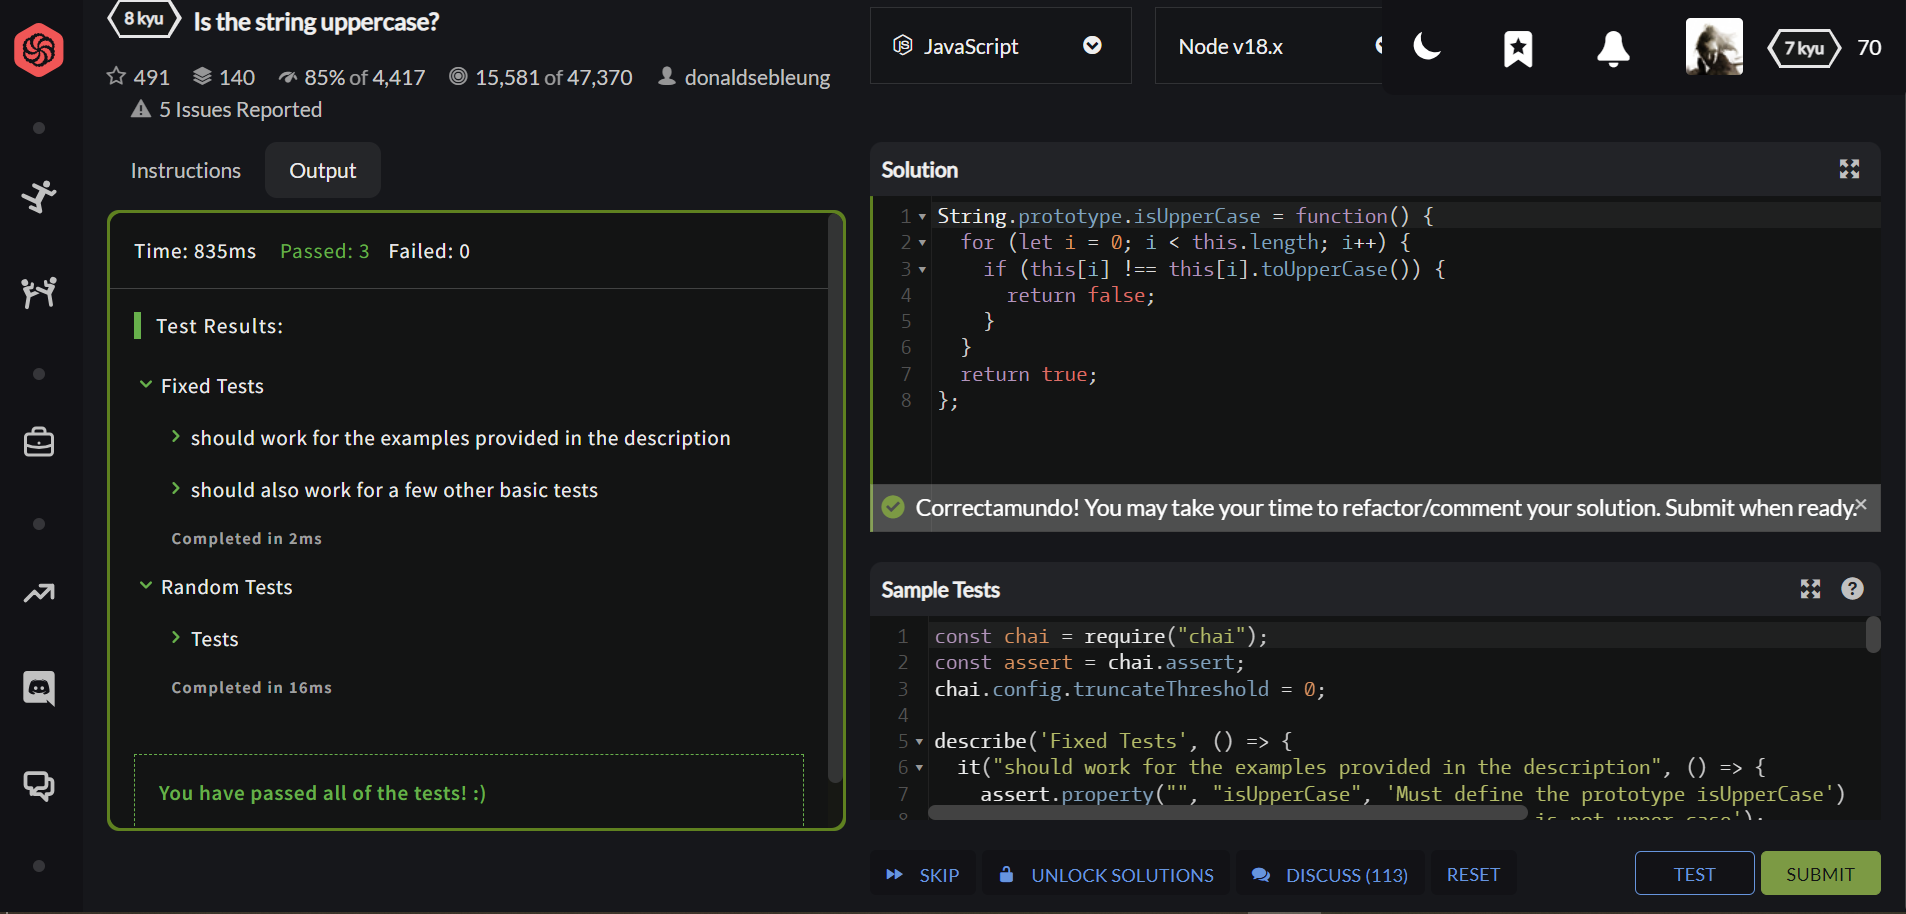 8 kyu Is the string uppercase?
491 140 85% of 4,417 15,581 of 47,370 donaldsebleung
5 Issues Reported
JavaScript
Node v18.x
7 kyu 70
Instructions Output
Time: 835ms Passed: 3 Failed: 0
Test Results:
Fixed Tests
should work for the examples provided in the description
should also work for a few other basic tests
Completed in 2ms
Random Tests
Tests
Completed in 16ms
You have passed all of the tests! :)
Solution
1 String.prototype.isUpperCase = function() {
2   for (let i = 0; i < this.length; i++) {
3     if (this[i] !== this[i].toUpperCase()) {
4       return false;
5     }
6   }
7   return true;
8 };
Correctamundo! You may take your time to refactor/comment your solution. Submit when ready.
Sample Tests
1 const chai = require("chai");
2 const assert = chai.assert;
3 chai.config.truncateThreshold = 0;
4
5 describe('Fixed Tests', () => {
6   it("should work for the examples provided in the description", () => {
7     assert.property("", "isUpperCase", 'Must define the prototype isUpperCase')
8 is not upper case');
SKIP UNLOCK SOLUTIONS DISCUSS (113) RESET TEST SUBMIT